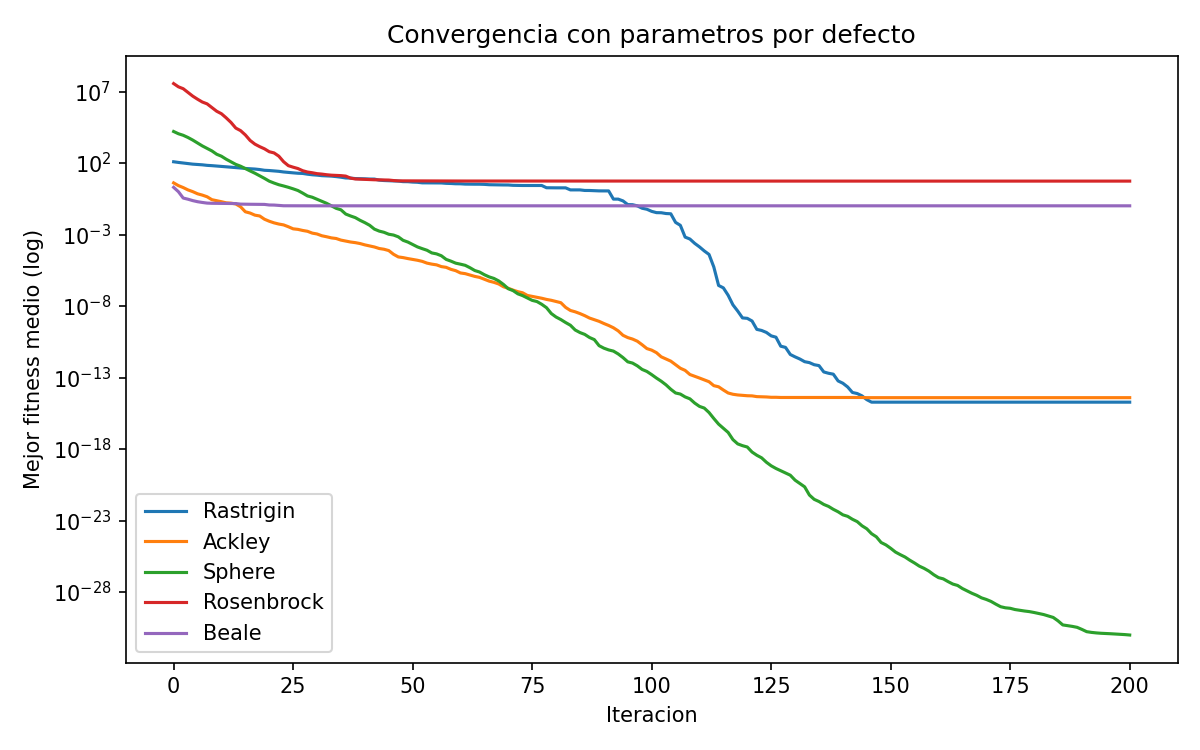 Convergencia con parametros por defecto
Mejor fitness medio (log)
10^7
10^2
10^-3
10^-8
10^-13
10^-18
10^-23
10^-28
Rastrigin
Ackley
Sphere
Rosenbrock
Beale
0 25 50 75 100 125 150 175 200
Iteracion